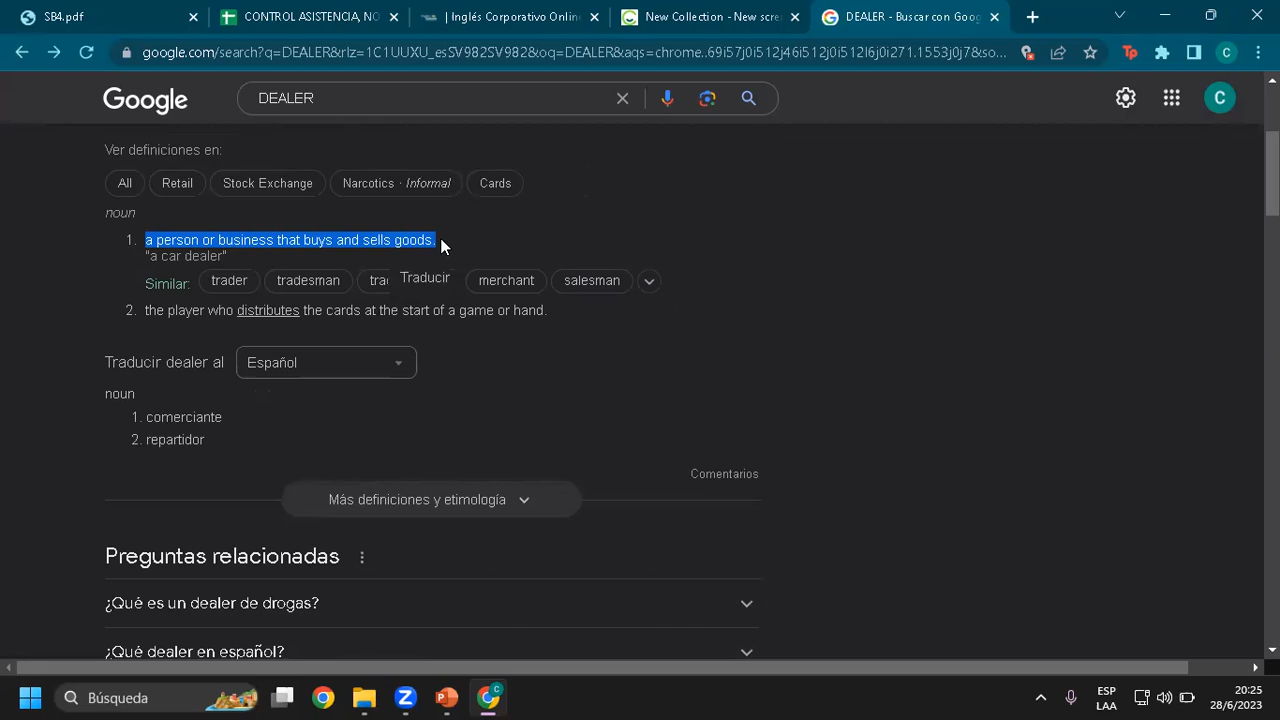 SB4.pdf
CONTROL ASISTENCIA, NO
| Inglés Corporativo Online
New Collection - New scre
DEALER - Buscar con Goog
google.com/search?q=DEALER&rlz=1C1UUXU_esSV982SV982&oq=DEALER&aqs=chrome..69i57j0i512j46i512j0i512l6j0i271.1553j0j7&so...
Google
DEALER
C
Ver definiciones en:
All
Retail
Stock Exchange
Narcotics · Informal
Cards
noun
1. a person or business that buys and sells goods.
"a car dealer"
Similar:
trader
tradesman
Traducir
merchant
salesman
2. the player who distributes the cards at the start of a game or hand.
Traducir dealer al
Español
noun
1. comerciante
2. repartidor
Comentarios
Más definiciones y etimología
Preguntas relacionadas
¿Qué es un dealer de drogas?
¿Qué dealer en español?
Búsqueda
ESP
LAA
20:25
28/6/2023